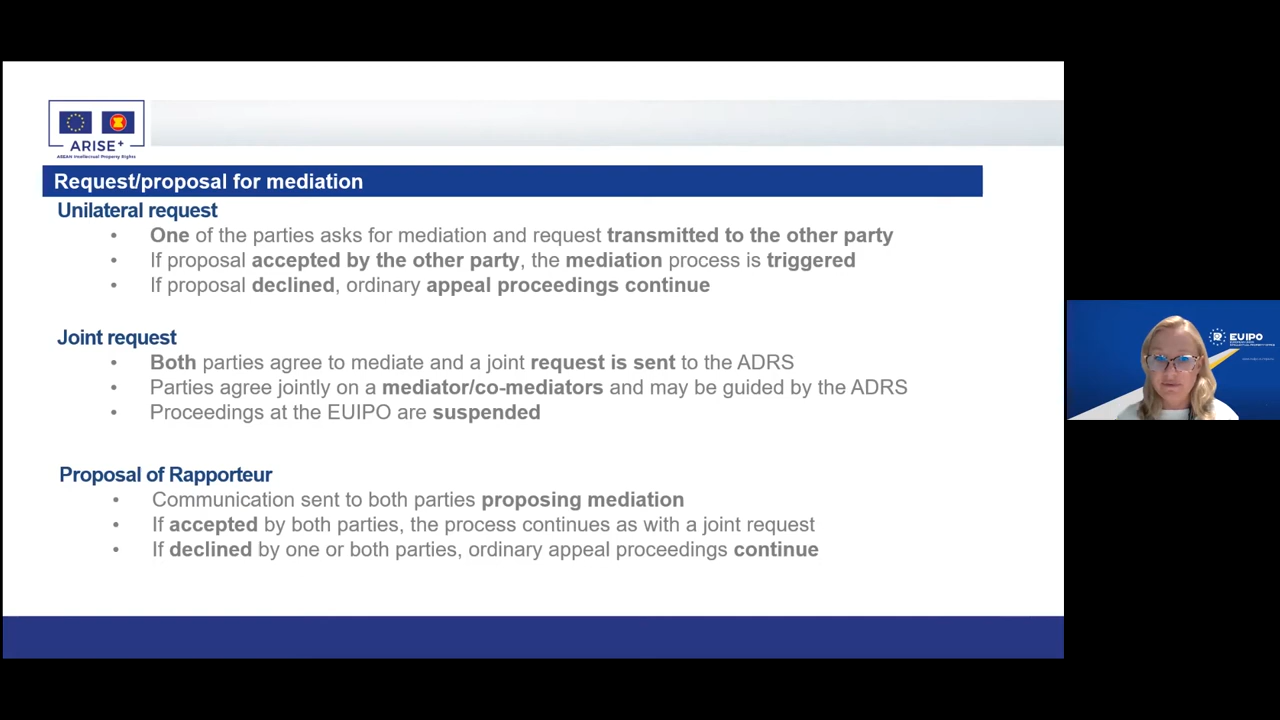 ARISE+
ASEAN Intellectual Property Rights
Request/proposal for mediation
Unilateral request
• One of the parties asks for mediation and request transmitted to the other party
• If proposal accepted by the other party, the mediation process is triggered
• If proposal declined, ordinary appeal proceedings continue
Joint request
• Both parties agree to mediate and a joint request is sent to the ADRS
• Parties agree jointly on a mediator/co-mediators and may be guided by the ADRS
• Proceedings at the EUIPO are suspended
Proposal of Rapporteur
• Communication sent to both parties proposing mediation
• If accepted by both parties, the process continues as with a joint request
• If declined by one or both parties, ordinary appeal proceedings continue
EUIPO